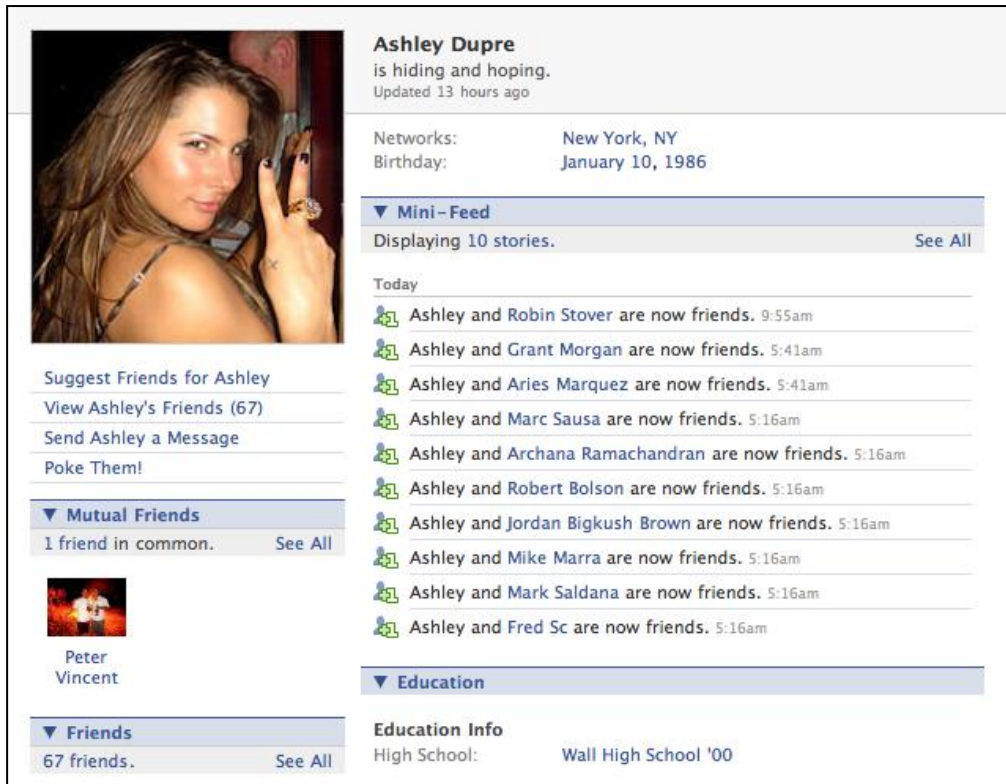 Ashley Dupre
is hiding and hoping.
Updated 13 hours ago
Networks: New York, NY
Birthday: January 10, 1986
▼ Mini-Feed
Displaying 10 stories. See All
Today
Ashley and Robin Stover are now friends. 9:55am
Ashley and Grant Morgan are now friends. 5:41am
Ashley and Aries Marquez are now friends. 5:41am
Ashley and Marc Sausa are now friends. 5:16am
Ashley and Archana Ramachandran are now friends. 5:16am
Ashley and Robert Bolson are now friends. 5:16am
Ashley and Jordan Bigkush Brown are now friends. 5:16am
Ashley and Mike Marra are now friends. 5:16am
Ashley and Mark Saldana are now friends. 5:16am
Ashley and Fred Sc are now friends. 5:16am
▼ Education
Education Info
High School: Wall High School '00
Suggest Friends for Ashley
View Ashley's Friends (67)
Send Ashley a Message
Poke Them!
▼ Mutual Friends
1 friend in common. See All
Peter
Vincent
▼ Friends
67 friends. See All